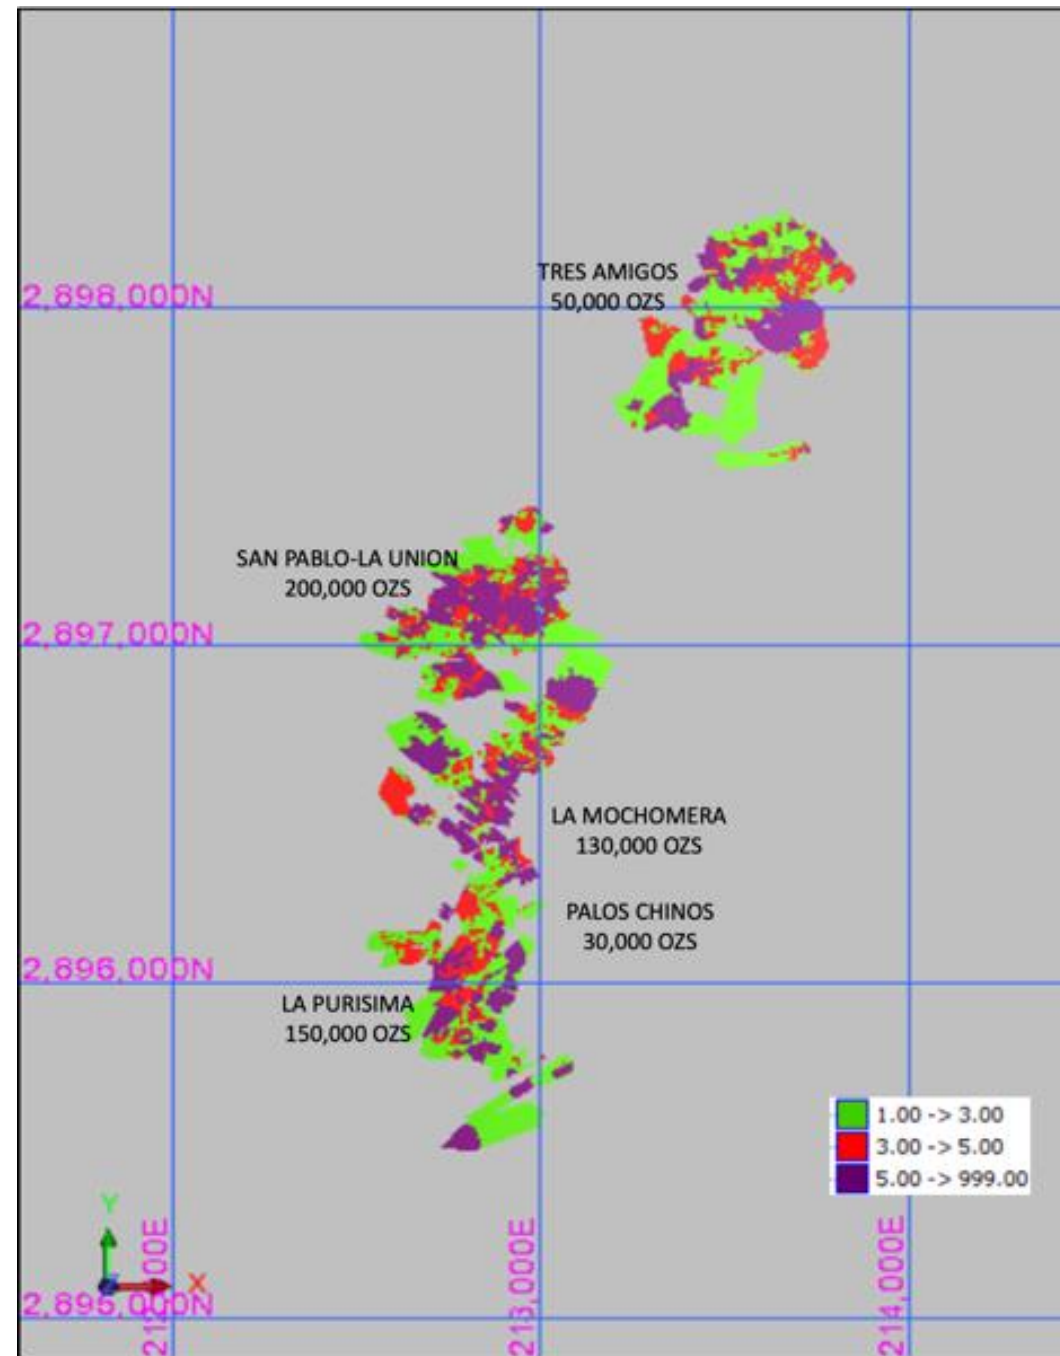 TRES AMIGOS
50,000 OZS
2,898,000N
SAN PABLO-LA UNION
200,000 OZS
2,897,000N
LA MOCHOMERA
130,000 OZS
PALOS CHINOS
30,000 OZS
2,896,000N
LA PURISIMA
150,000 OZS
1.00 -> 3.00
3.00 -> 5.00
5.00 -> 999.00
Y
X
2,895,000N
213,000E
214,000E